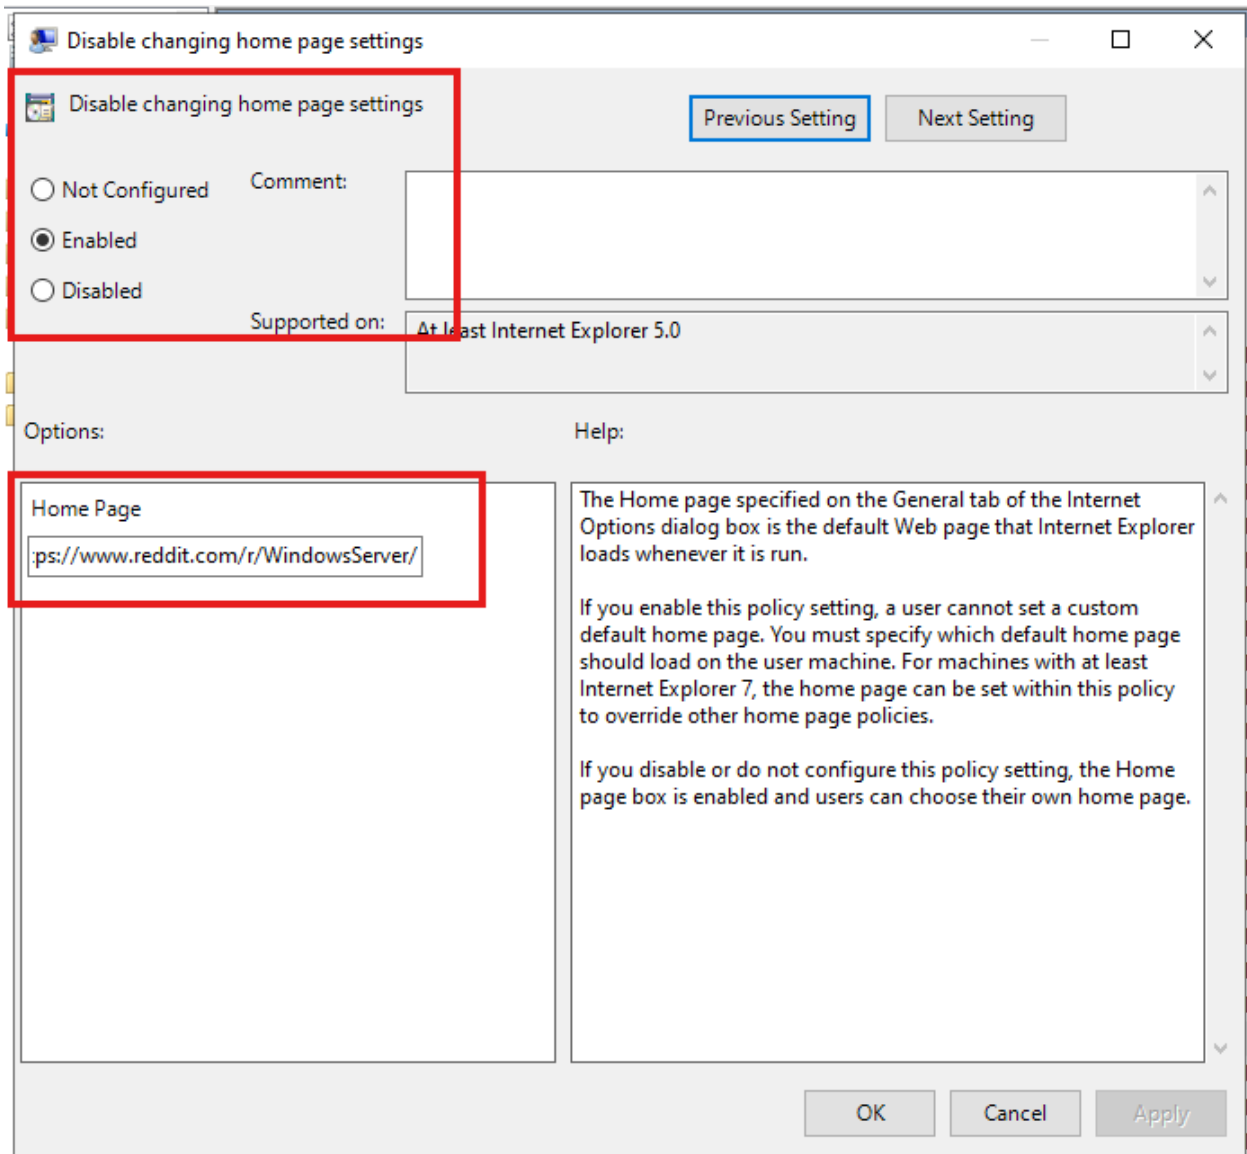 Disable changing home page settings
Disable changing home page settings
Previous Setting
Next Setting
Not Configured
Comment:
Enabled
Disabled
Supported on:
At least Internet Explorer 5.0
Options:
Help:
Home Page
ps://www.reddit.com/r/WindowsServer/
The Home page specified on the General tab of the Internet
Options dialog box is the default Web page that Internet Explorer
loads whenever it is run.
If you enable this policy setting, a user cannot set a custom
default home page. You must specify which default home page
should load on the user machine. For machines with at least
Internet Explorer 7, the home page can be set within this policy
to override other home page policies.
If you disable or do not configure this policy setting, the Home
page box is enabled and users can choose their own home page.
OK
Cancel
Apply